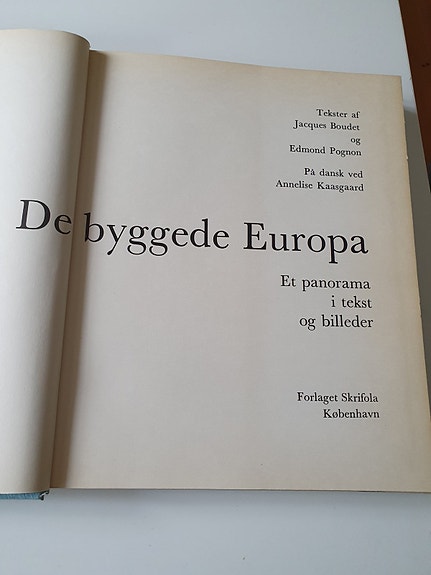 Tekster af
Jacques Boudet
og
Edmond Pognon
På dansk ved
Annelise Kaasgaard
De byggede Europa
Et panorama
i tekst
og billeder
Forlaget Skrifola
København